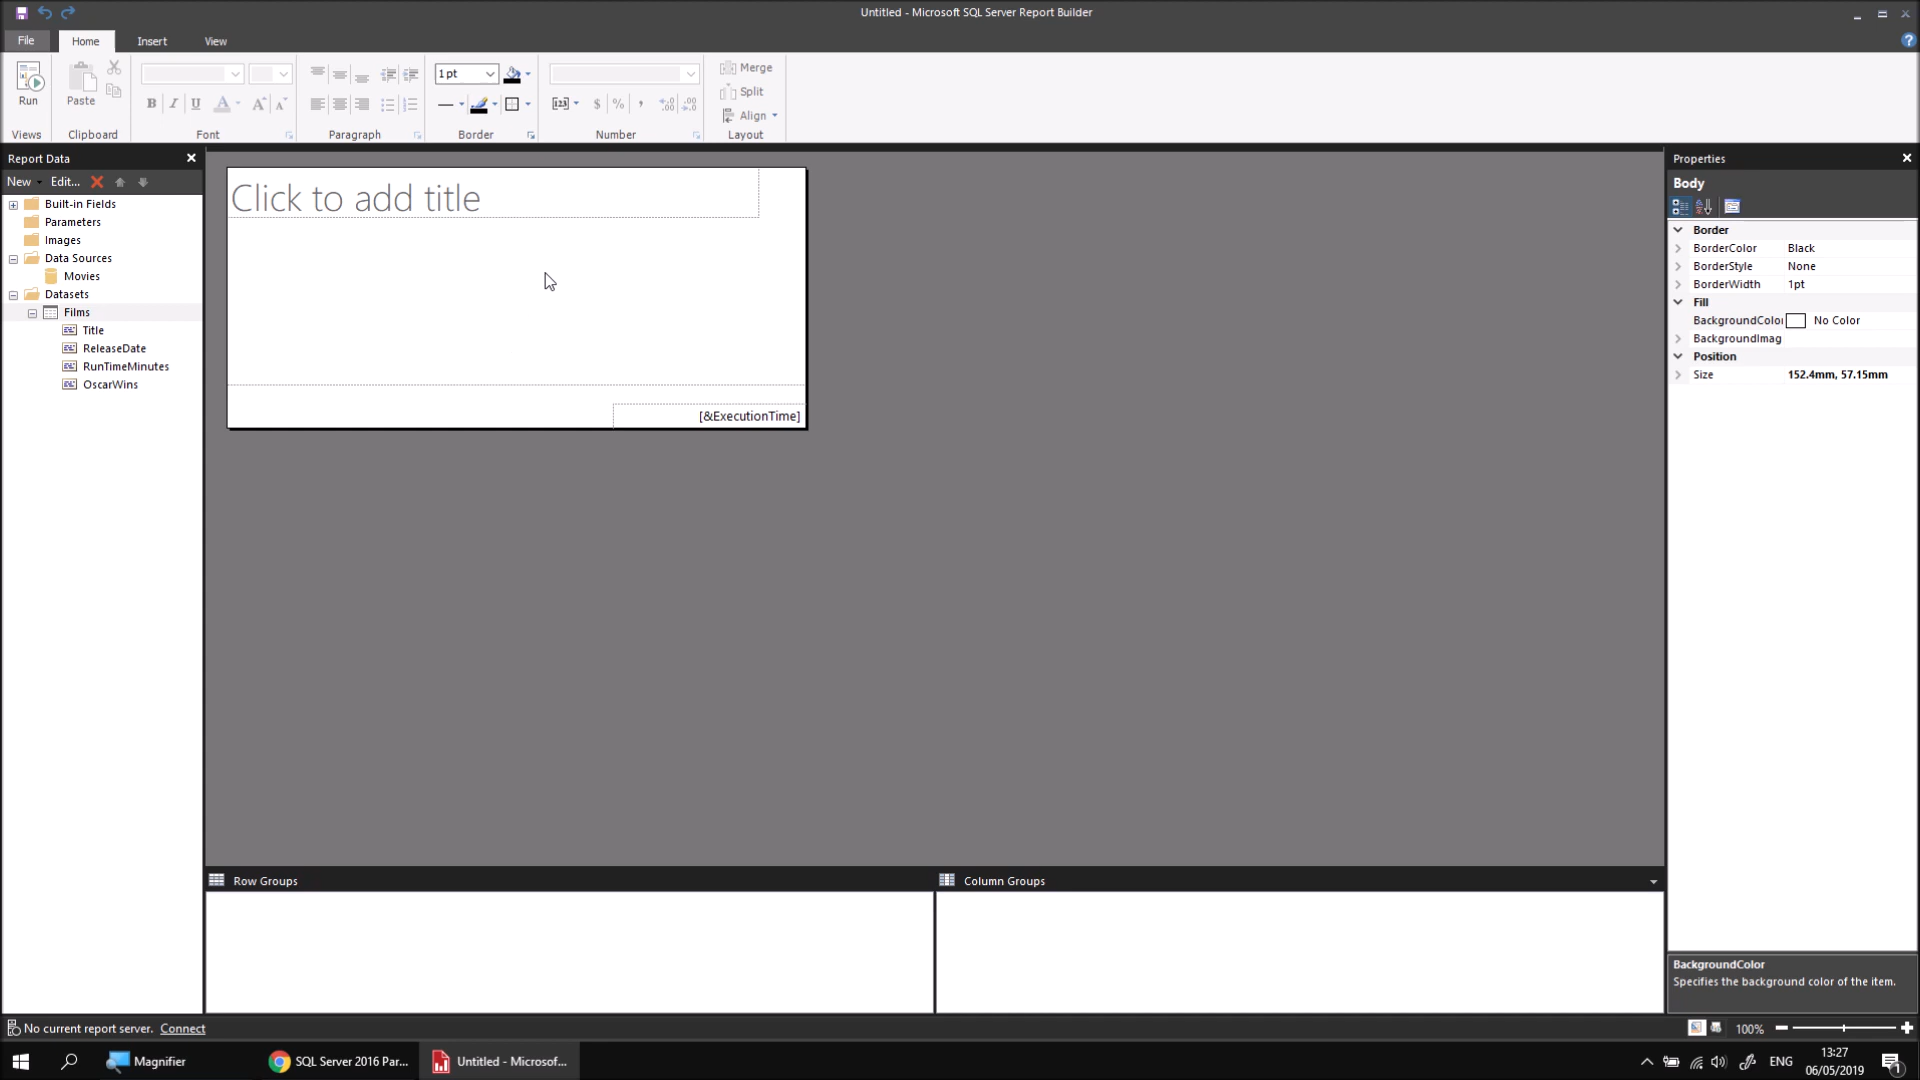 Untitled - Microsoft SQL Server Report Builder
File Home Insert View
Run
Paste
1pt
B I U A A A
$ %
Merge
Split
Align
Views Clipboard Font Paragraph Border Number Layout
Report Data
New Edit...
Built-in Fields
Parameters
Images
Data Sources
Movies
Datasets
Films
Title
ReleaseDate
RunTimeMinutes
OscarWins
Click to add title
[&ExecutionTime]
Properties
Body
Border
BorderColor Black
BorderStyle None
BorderWidth 1pt
Fill
BackgroundColor No Color
BackgroundImag
Position
Size 152.4mm, 57.15mm
Row Groups
Column Groups
BackgroundColor
Specifies the background color of the item.
No current report server. Connect
100%
Magnifier
SQL Server 2016 Par...
Untitled - Microsof...
ENG
13:27
06/05/2019
1